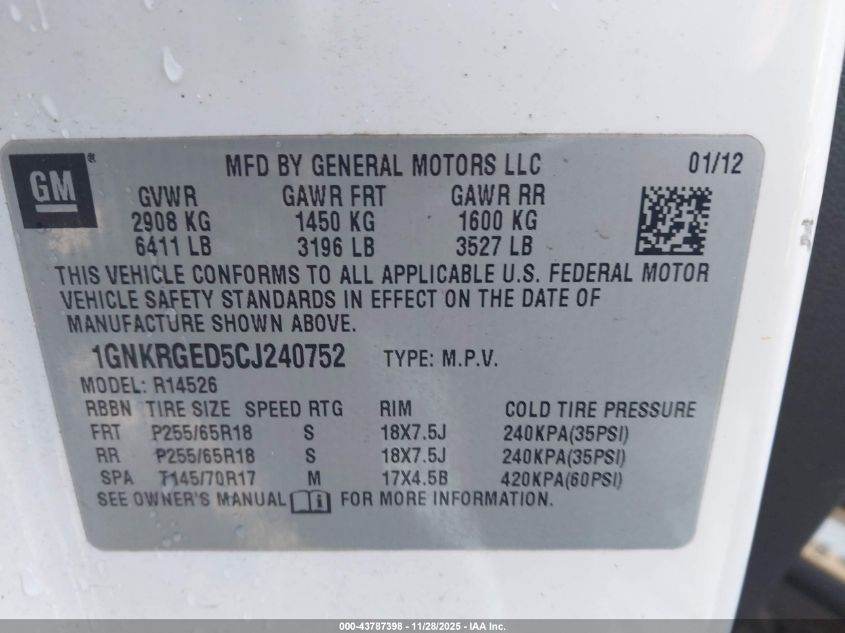 GM ®
MFD BY GENERAL MOTORS LLC 01/12
GVWR GAWR FRT GAWR RR
2908 KG 1450 KG 1600 KG
6411 LB 3196 LB 3527 LB
THIS VEHICLE CONFORMS TO ALL APPLICABLE U.S. FEDERAL MOTOR
VEHICLE SAFETY STANDARDS IN EFFECT ON THE DATE OF
MANUFACTURE SHOWN ABOVE.
1GNKRGED5CJ240752 TYPE: M.P.V.
MODEL: R14526
RBBN TIRE SIZE SPEED RTG RIM COLD TIRE PRESSURE
FRT P255/65R18 S 18X7.5J 240KPA(35PSI)
RR P255/65R18 S 18X7.5J 240KPA(35PSI)
SPA T145/70R17 M 17X4.5B 420KPA(60PSI)
SEE OWNER'S MANUAL i FOR MORE INFORMATION.
000-43787398 - 11/28/2025 - IAA Inc.